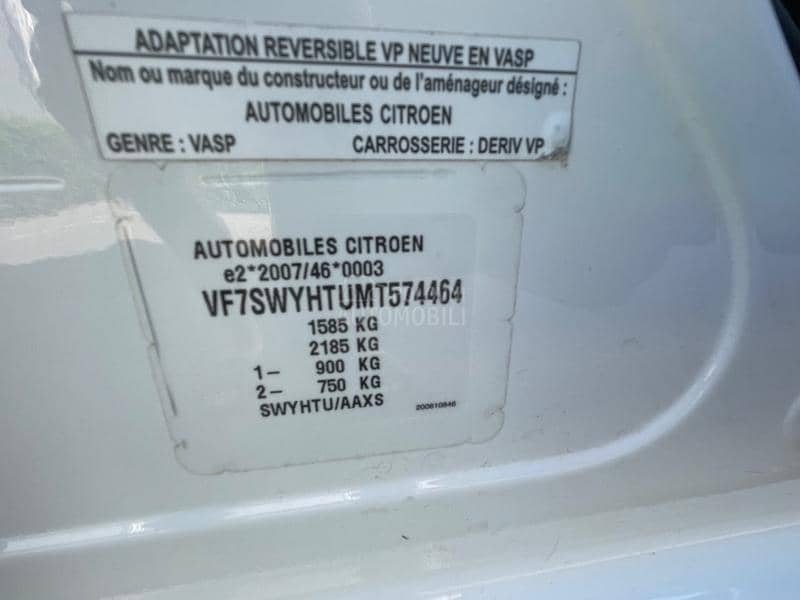 ADAPTATION REVERSIBLE VP NEUVE EN VASP
Nom ou marque du constructeur ou de l'aménageur désigné :
AUTOMOBILES CITROEN
GENRE : VASP CARROSSERIE : DERIV VP
AUTOMOBILES CITROEN
e2*2007/46*0003
VF7SWYHTUMT574464
1585 KG
2185 KG
1– 900 KG
2– 750 KG
SWYHTU/AAXS 200610846